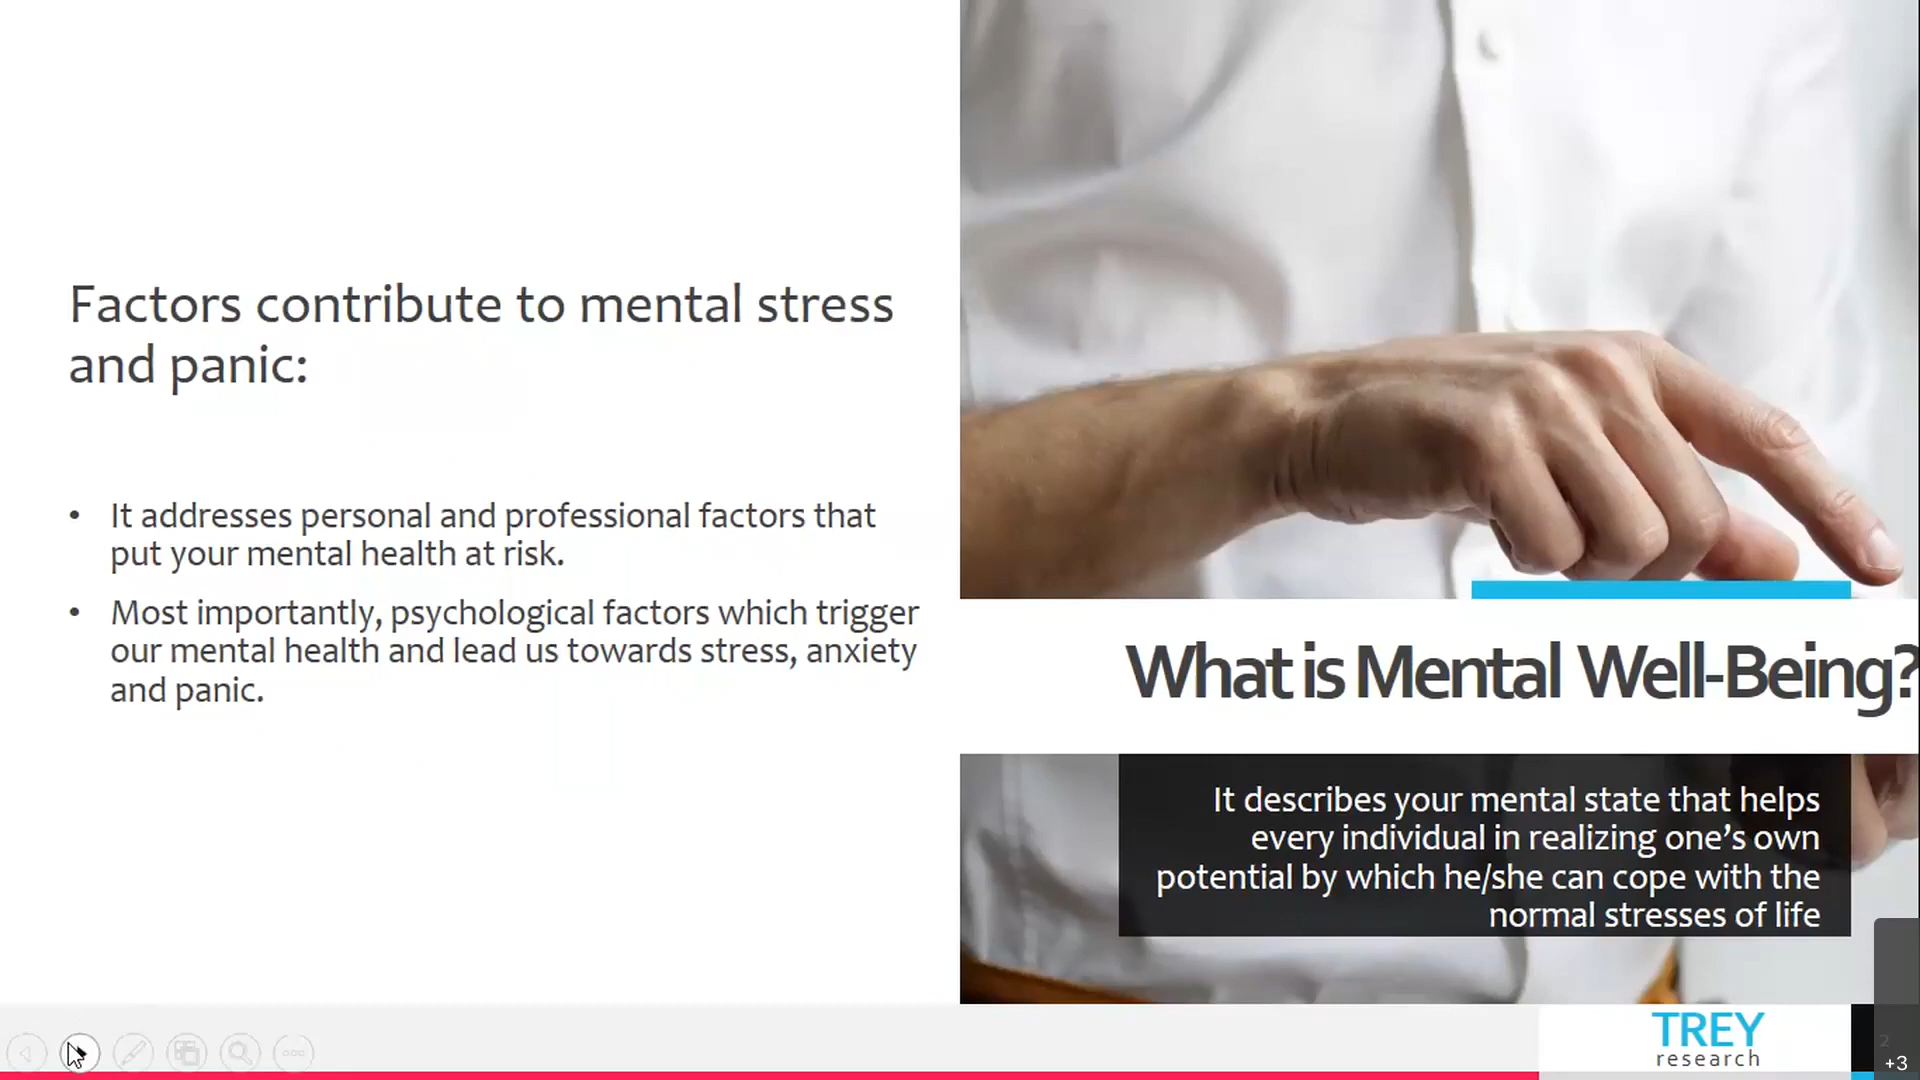 Factors contribute to mental stress
and panic:
• It addresses personal and professional factors that
put your mental health at risk.
• Most importantly, psychological factors which trigger
our mental health and lead us towards stress, anxiety
and panic.
What is Mental Well-Being?
It describes your mental state that helps
every individual in realizing one’s own
potential by which he/she can cope with the
normal stresses of life
TREY
research
2
+3